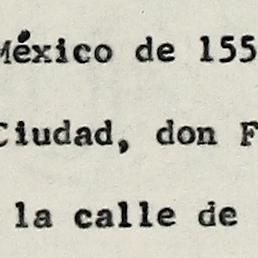 México de 155
Ciudad, don F
la calle de